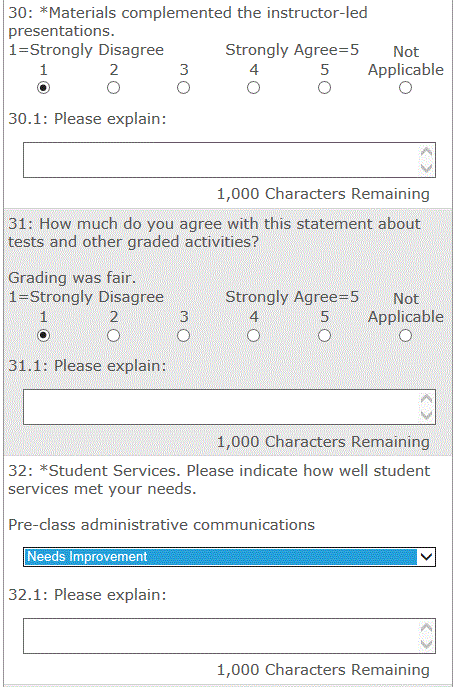 30: *Materials complemented the instructor-led
presentations.
1=Strongly Disagree Strongly Agree=5 Not
1 2 3 4 5 Applicable
30.1: Please explain:
1,000 Characters Remaining
31: How much do you agree with this statement about
tests and other graded activities?
Grading was fair.
1=Strongly Disagree Strongly Agree=5 Not
1 2 3 4 5 Applicable
31.1: Please explain:
1,000 Characters Remaining
32: *Student Services. Please indicate how well student
services met your needs.
Pre-class administrative communications
Needs Improvement
32.1: Please explain:
1,000 Characters Remaining